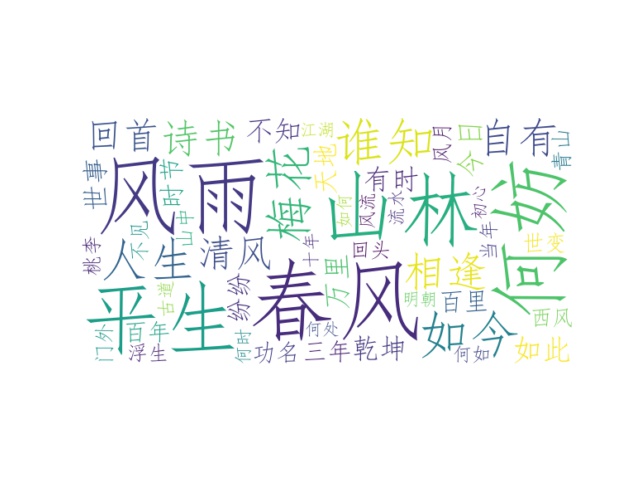 回首
诗书
不知
江湖
谁知
风月
今日
自有
青山
世事
风雨
山中
时节
梅花
天地
有时
山林
何妨
桃李
不见
如何
风流
流水
当年
初心
人生
清风
十年
回头
世变
古道
纷纷
万里
相逢
平生
春风
明朝
百里
如今
西风
门外
百年
浮生
何时
功名
何处
三年
乾坤
何如
如此